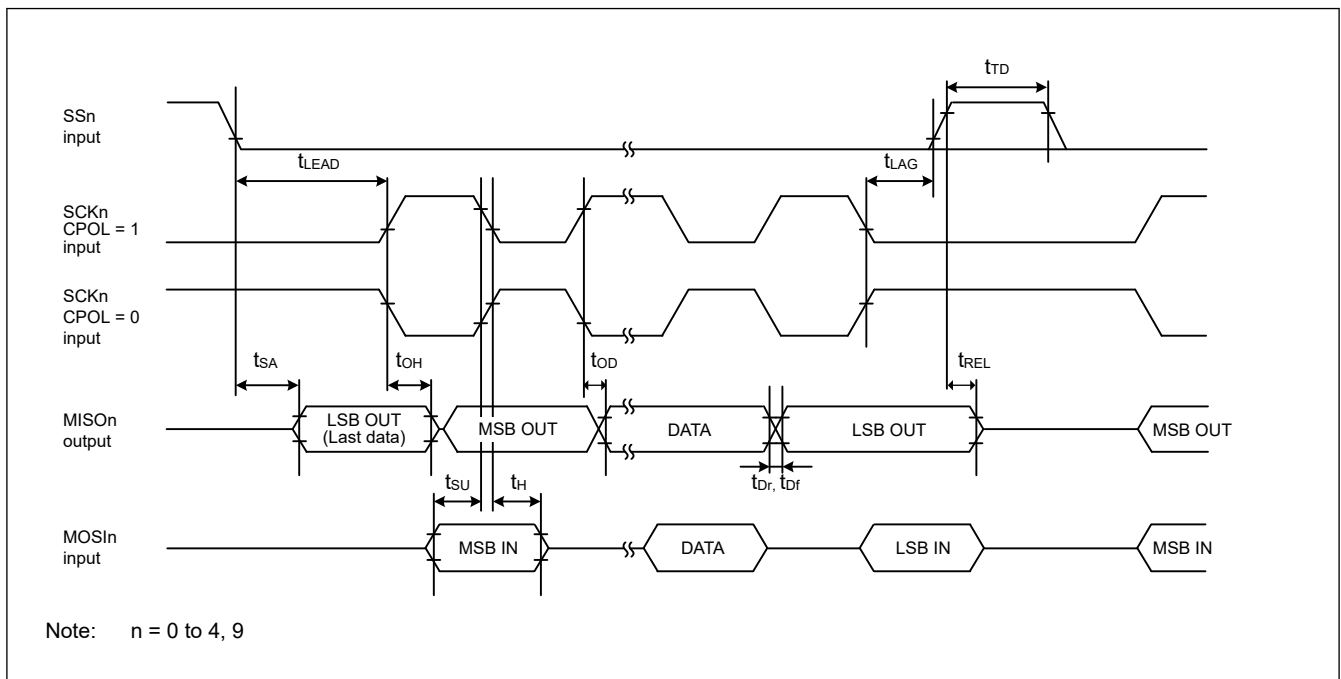 tTD
SSn
input
tLEAD
tLAG
SCKn
CPOL = 1
input
SCKn
CPOL = 0
input
tSA
tOH
tOD
tREL
MISOn
output
LSB OUT
(Last data)
MSB OUT
DATA
LSB OUT
MSB OUT
tSU
tH
tDr, tDf
MOSIn
input
MSB IN
DATA
LSB IN
MSB IN
Note: n = 0 to 4, 9